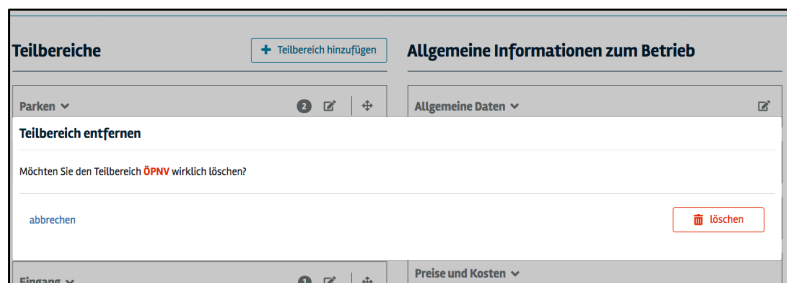 Teilbereiche
+ Teilbereich hinzufügen
Allgemeine Informationen zum Betrieb
Parken
2
Allgemeine Daten
Teilbereich entfernen
Möchten Sie den Teilbereich ÖPNV wirklich löschen?
abbrechen
löschen
Eingang
Preise und Kosten